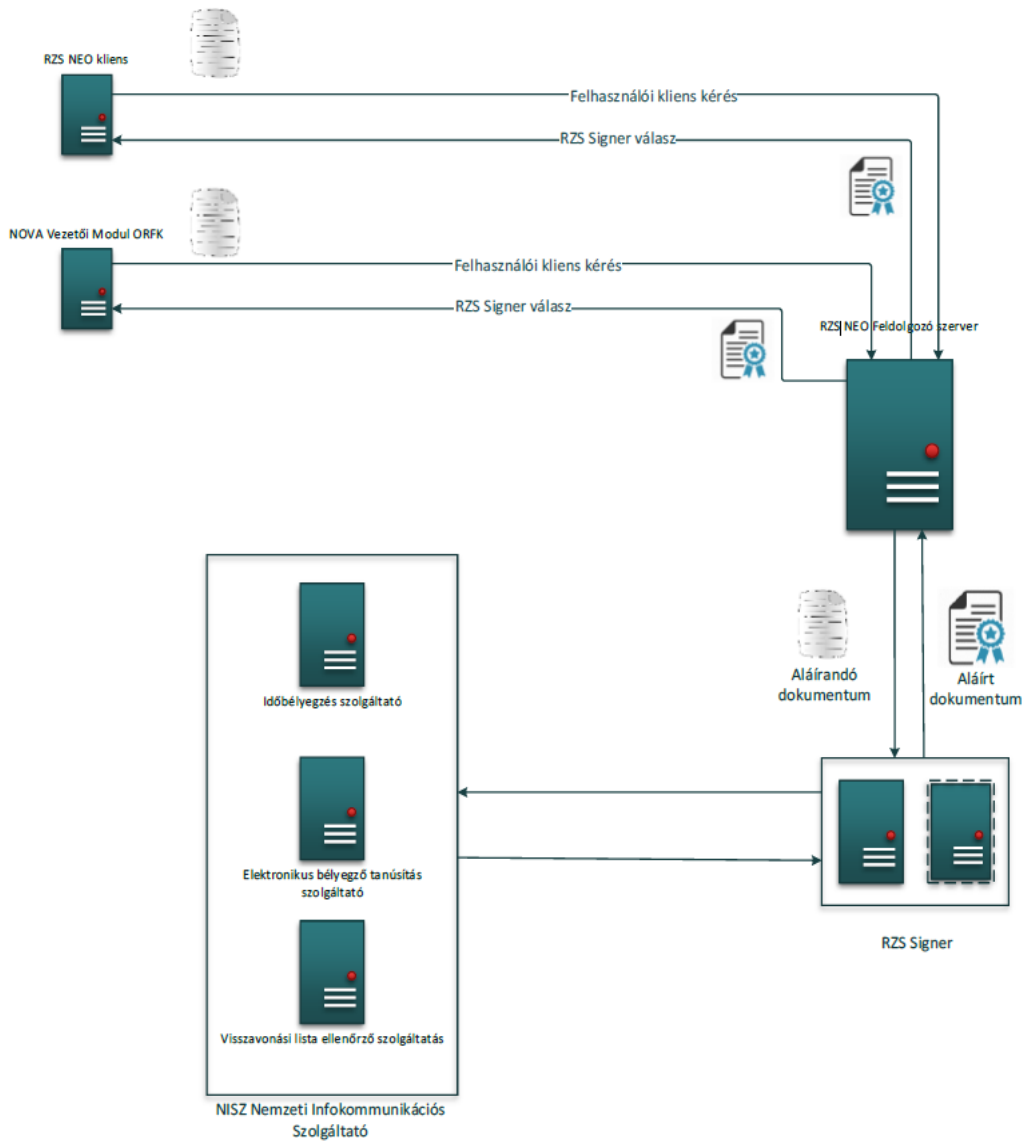 RZS NEO kliens
Felhasználói kliens kérés
RZS Signer válasz
NOVA Vezetői Modul ORFK
Felhasználói kliens kérés
RZS Signer válasz
RZS NEO Feldolgozó szerver
Időbélyegzés szolgáltató
Aláírandó
dokumentum
Aláírt
dokumentum
Elektronikus bélyegző tanúsítás
szolgáltató
Visszavonási lista ellenőrző szolgáltatás
RZS Signer
NISZ Nemzeti Infokommunikációs
Szolgáltató